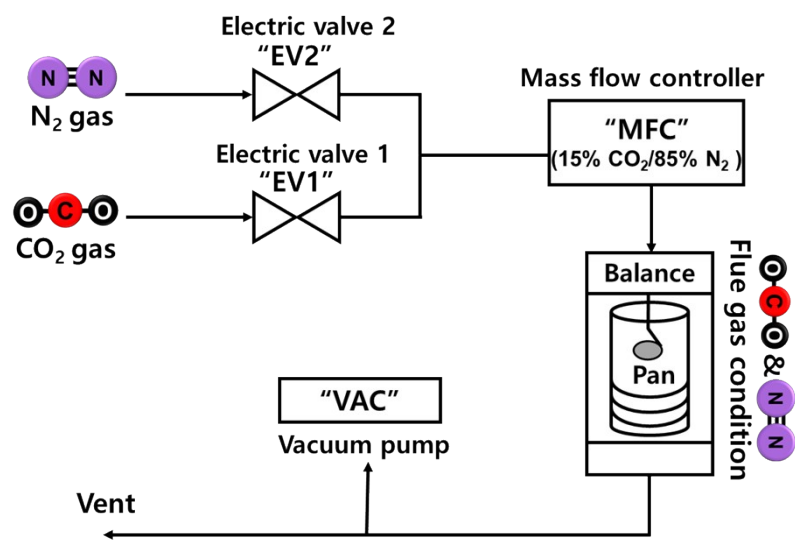 Electric valve 2
“EV2”
N N
N₂ gas
Mass flow controller
“MFC”
(15% CO₂/85% N₂ )
Electric valve 1
“EV1”
O C O
CO₂ gas
Balance
Pan
Flue gas condition
O C O & N N
“VAC”
Vacuum pump
Vent